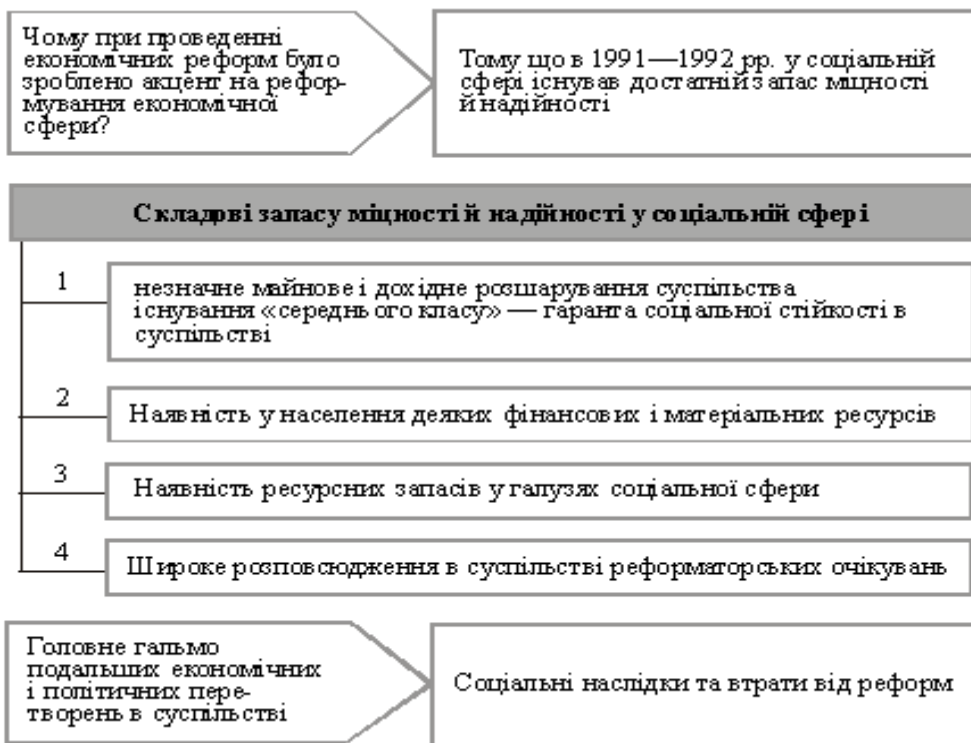 Чому при проведенні
економічних реформ було
зроблено акцент на рефор-
мування економічної
сфери?
Тому що в 1991—1992 рр. у соціальній
сфері існував достатній запас міцності
й надійності
Складові запасу міцності й надійності у соціальній сфері
1
незначне майнове і дохідне розшарування суспільства
існування «середнього класу» — гаранта соціальної стійкості в
суспільстві
2
Наявність у населення деяких фінансових і матеріальних ресурсів
3
Наявність ресурсних запасів у галузях соціальної сфери
4
Широке розповсюдження в суспільстві реформаторських очікувань
Головне гальмо
подальших економічних
і політичних пере-
творень в суспільстві
Соціальні наслідки та втрати від реформ